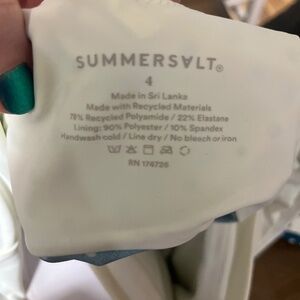 SUMMERSALT®
4
Made in Sri Lanka
Made with Recycled Materials
78% Recycled Polyamide / 22% Elastane
Lining: 90% Polyester / 10% Spandex
Handwash cold / Line dry / No bleach or iron
RN 174726